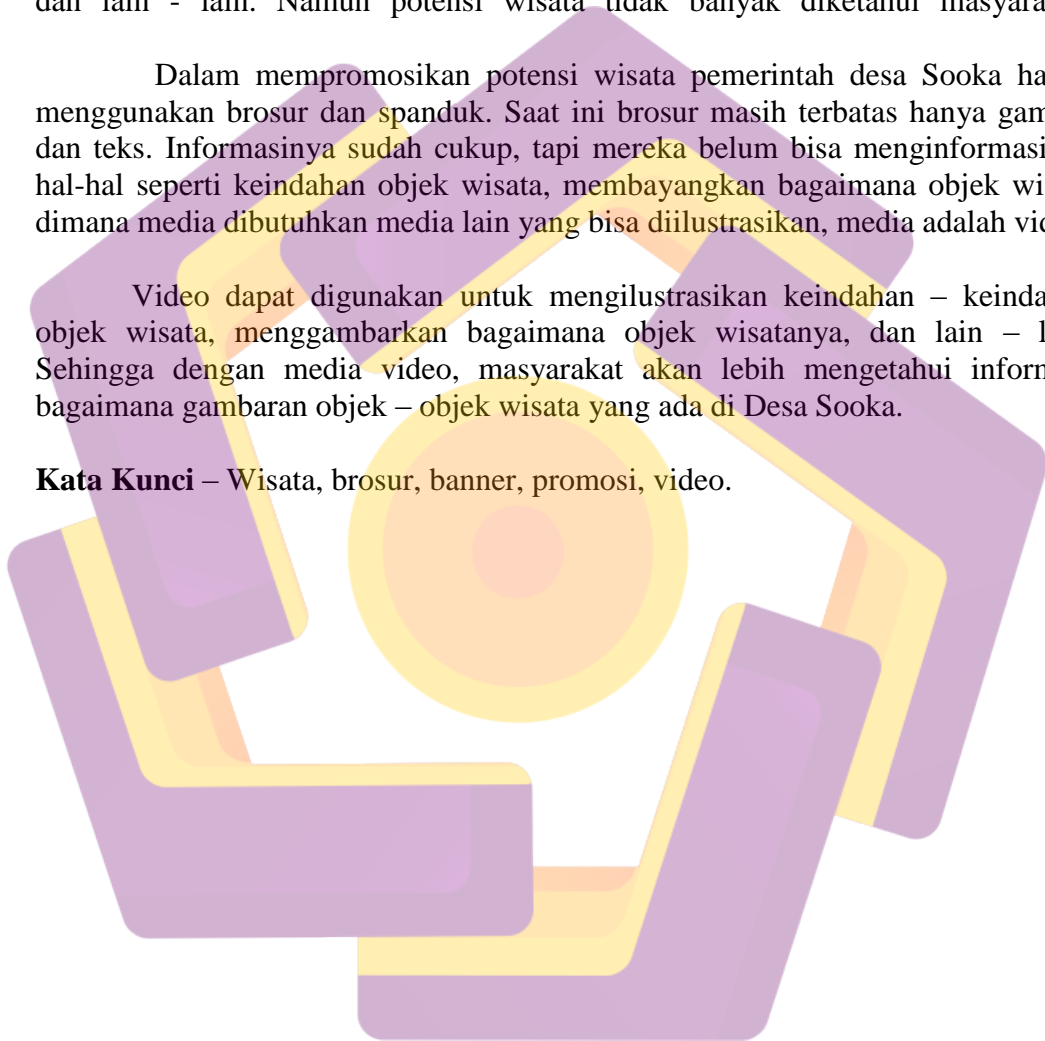 dan lain - lain. Namun potensi wisata tidak banyak diketahui masyara
Dalam mempromosikan potensi wisata pemerintah desa Sooka ha
menggunakan brosur dan spanduk. Saat ini brosur masih terbatas hanya gam
dan teks. Informasinya sudah cukup, tapi mereka belum bisa menginformasi
hal-hal seperti keindahan objek wisata, membayangkan bagaimana objek wi
dimana media dibutuhkan media lain yang bisa diilustrasikan, media adalah vid
Video dapat digunakan untuk mengilustrasikan keindahan – keinda
objek wisata, menggambarkan bagaimana objek wisatanya, dan lain – l
Sehingga dengan media video, masyarakat akan lebih mengetahui inform
bagaimana gambaran objek – objek wisata yang ada di Desa Sooka.
Kata Kunci – Wisata, brosur, banner, promosi, video.